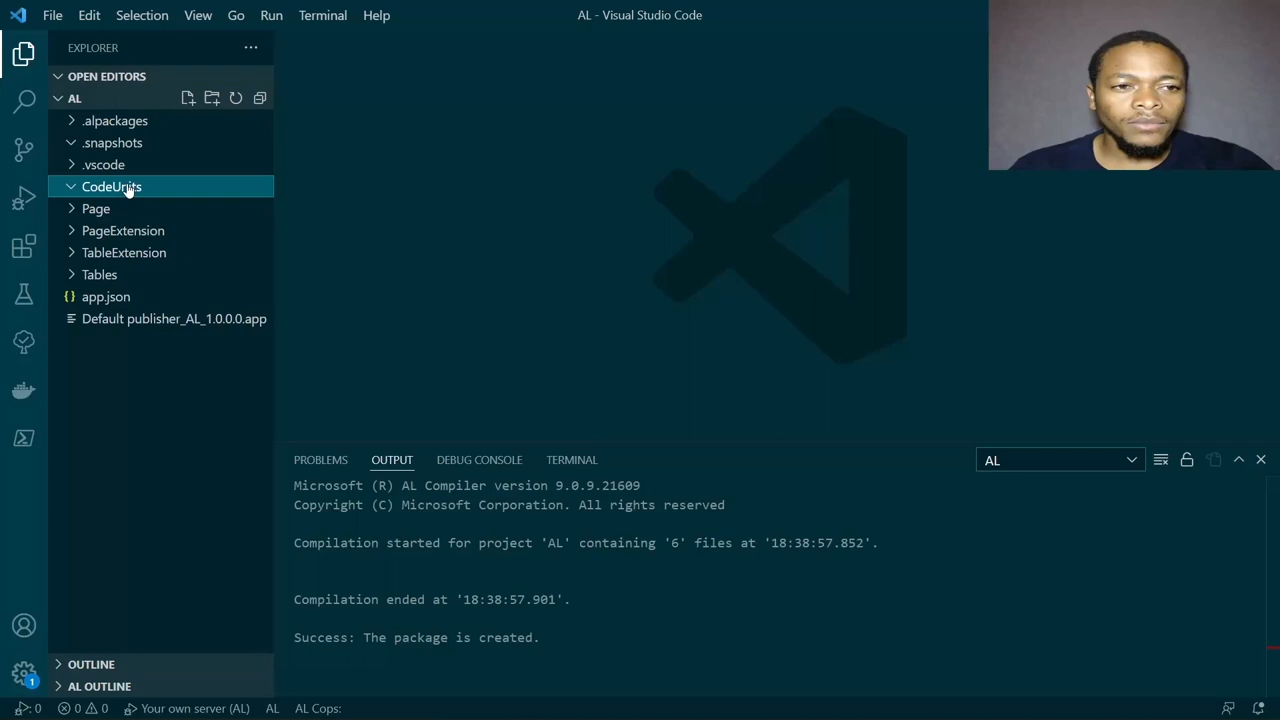 File Edit Selection View Go Run Terminal Help
AL - Visual Studio Code
EXPLORER
OPEN EDITORS
AL
.alpackages
.snapshots
.vscode
CodeUnits
Page
PageExtension
TableExtension
Tables
{} app.json
Default publisher_AL_1.0.0.0.app
PROBLEMS OUTPUT DEBUG CONSOLE TERMINAL
AL
Microsoft (R) AL Compiler version 9.0.9.21609
Copyright (C) Microsoft Corporation. All rights reserved
Compilation started for project 'AL' containing '6' files at '18:38:57.852'.
Compilation ended at '18:38:57.901'.
Success: The package is created.
OUTLINE
AL OUTLINE
1
: 0 0 0 Your own server (AL) AL AL Cops: